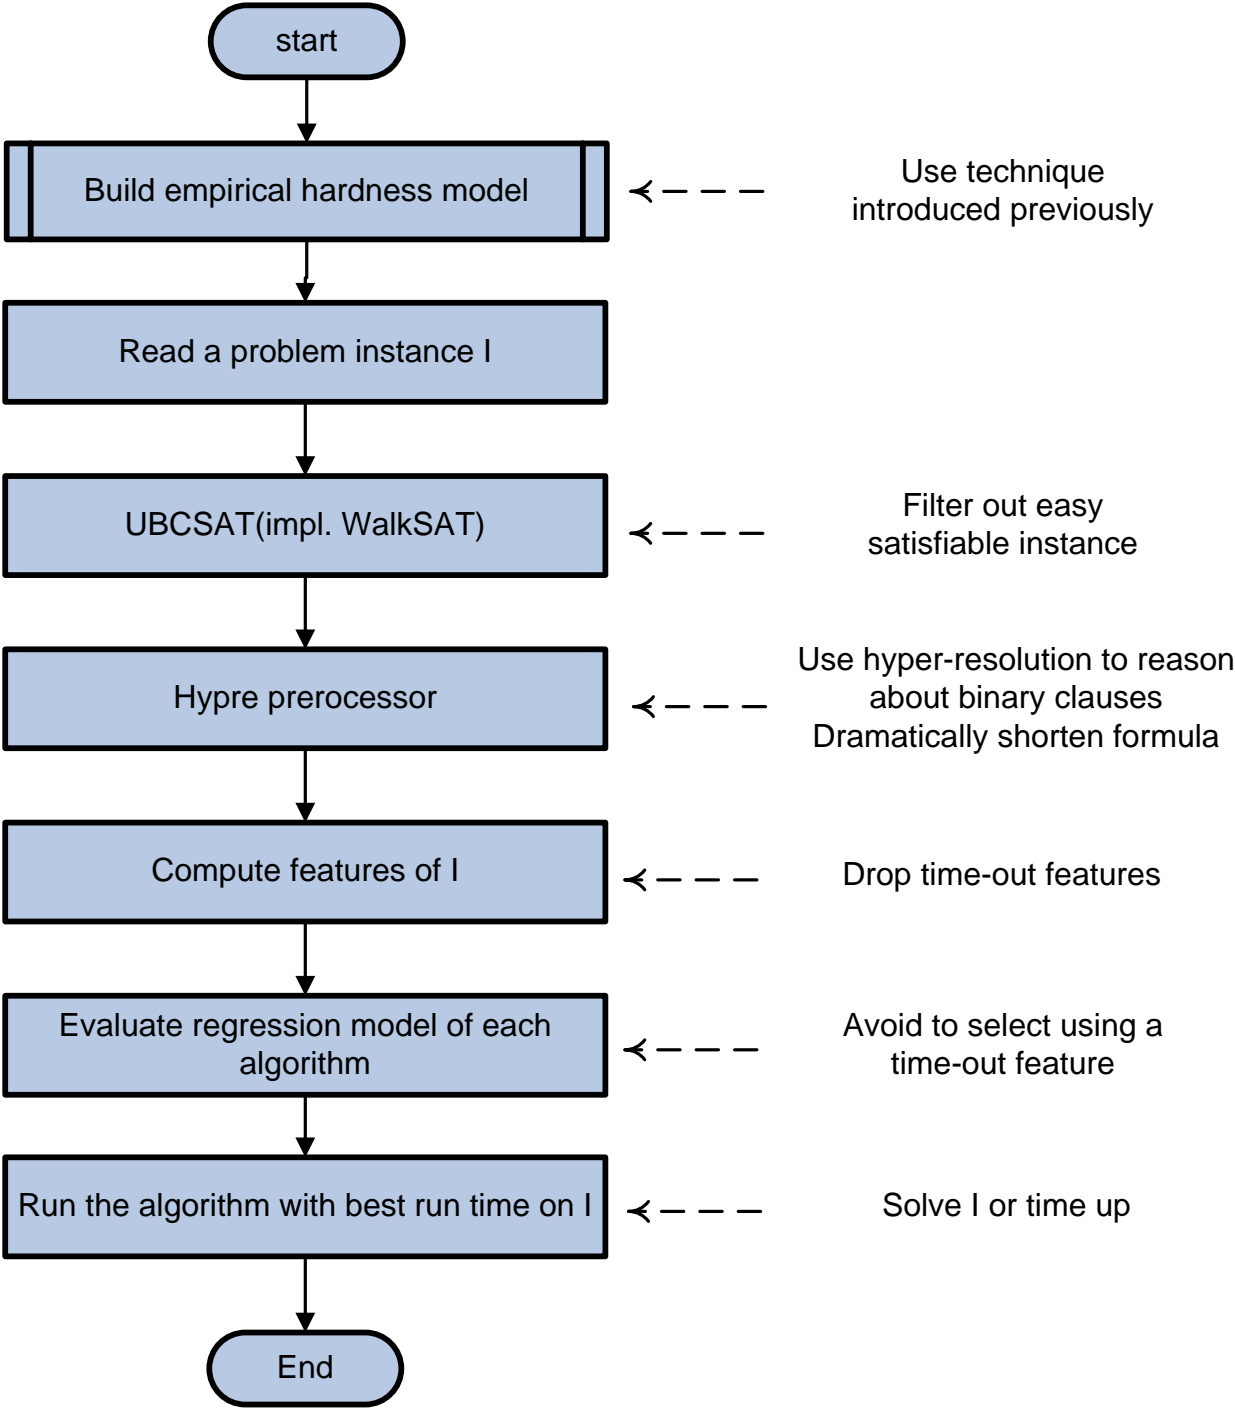 start
Build empirical hardness model
Use technique
introduced previously
Read a problem instance I
UBCSAT(impl. WalkSAT)
Filter out easy
satisfiable instance
Hypre prerocessor
Use hyper-resolution to reason
about binary clauses
Dramatically shorten formula
Compute features of I
Drop time-out features
Evaluate regression model of each
algorithm
Avoid to select using a
time-out feature
Run the algorithm with best run time on I
Solve I or time up
End